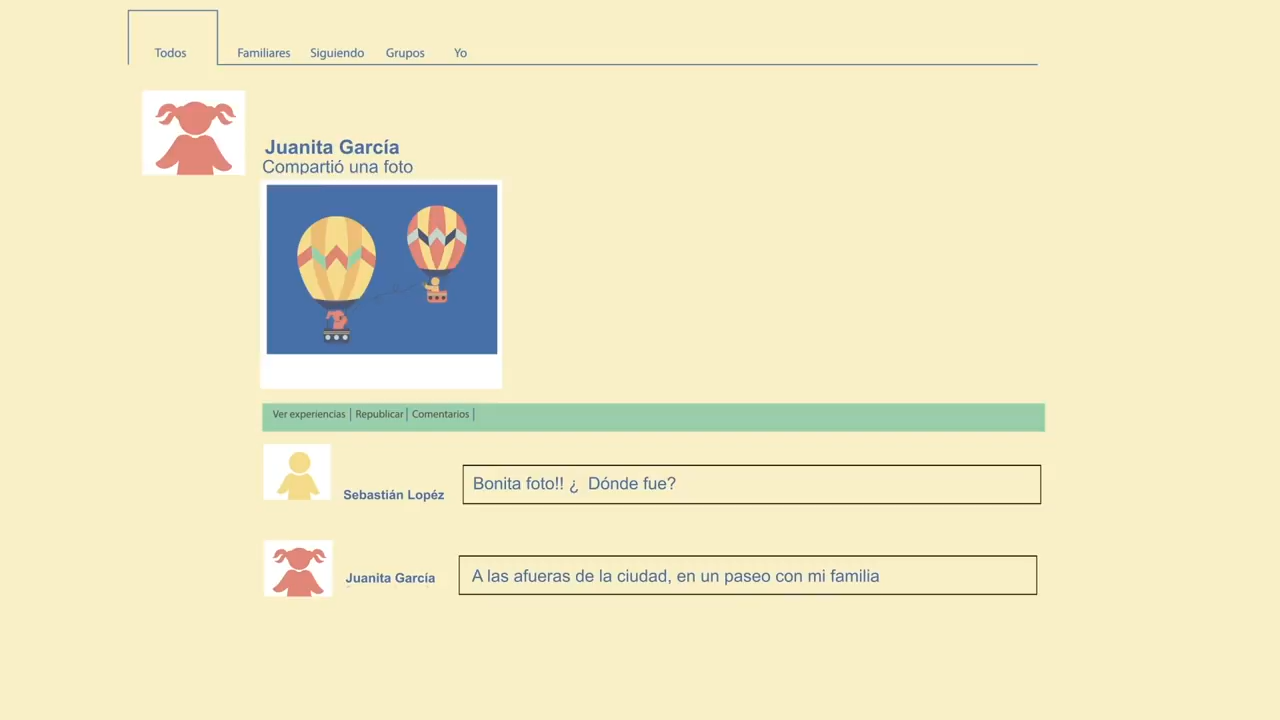 Todos Familiares Siguiendo Grupos Yo
Juanita García
Compartió una foto
Ver experiencias | Republicar | Comentarios |
Sebastián Lopéz
Bonita foto!! ¿  Dónde fue?
Juanita García
A las afueras de la ciudad, en un paseo con mi familia